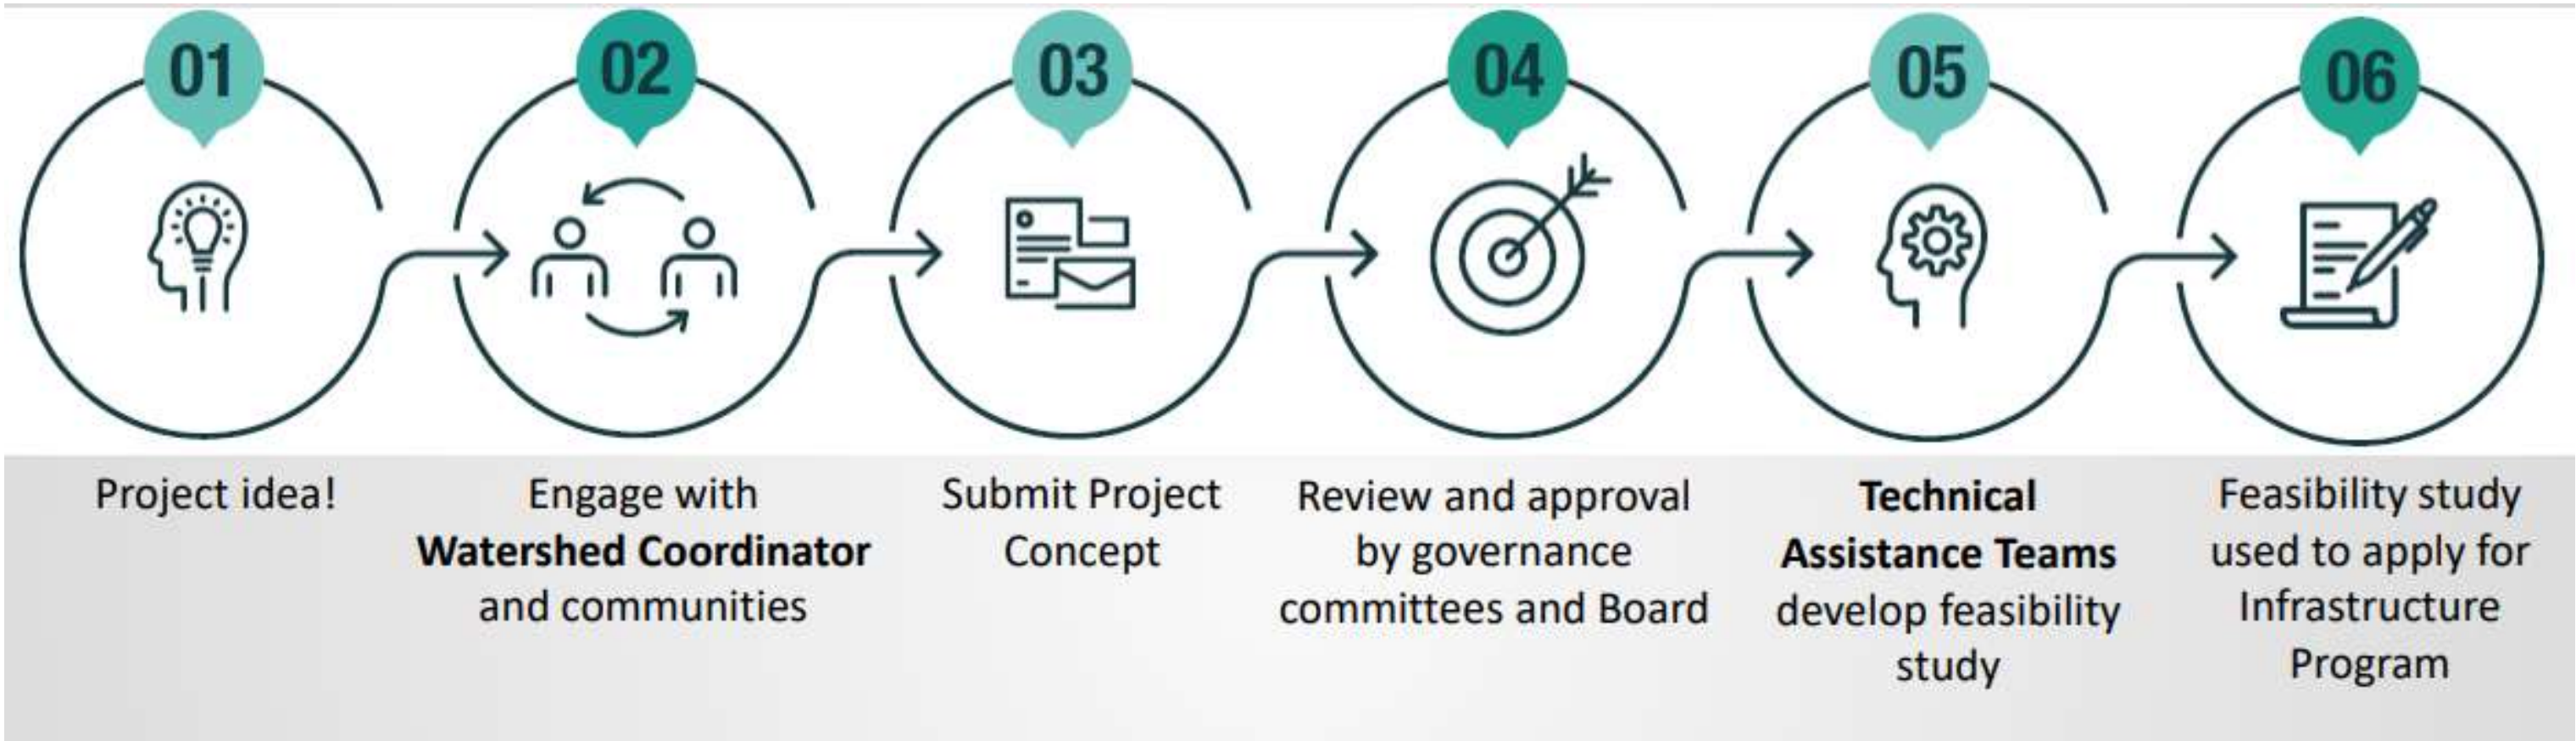 01
Project idea!
02
Engage with
Watershed Coordinator
and communities
03
Submit Project
Concept
04
Review and approval
by governance
committees and Board
05
Technical
Assistance Teams
develop feasibility
study
06
Feasibility study
used to apply for
Infrastructure
Program